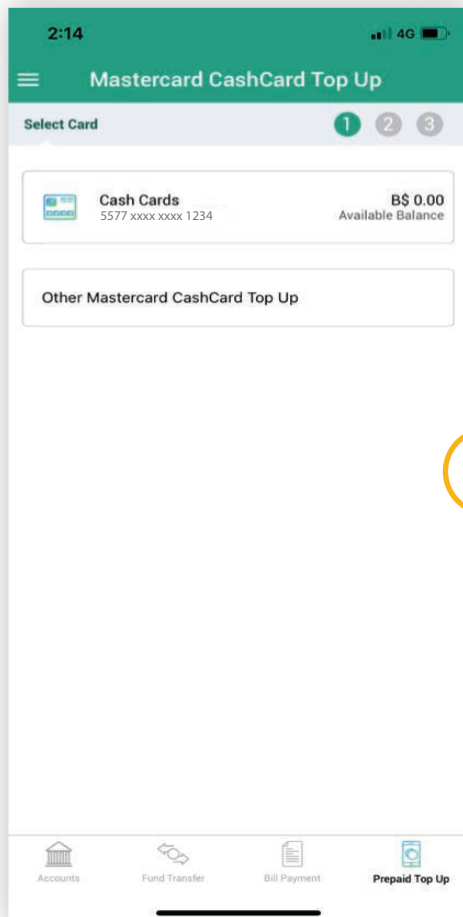 2:14 4G
Mastercard CashCard Top Up
Select Card 1 2 3
Cash Cards B$ 0.00
5577 xxxx xxxx 1234 Available Balance
Other Mastercard CashCard Top Up
Accounts Fund Transfer Bill Payment Prepaid Top Up